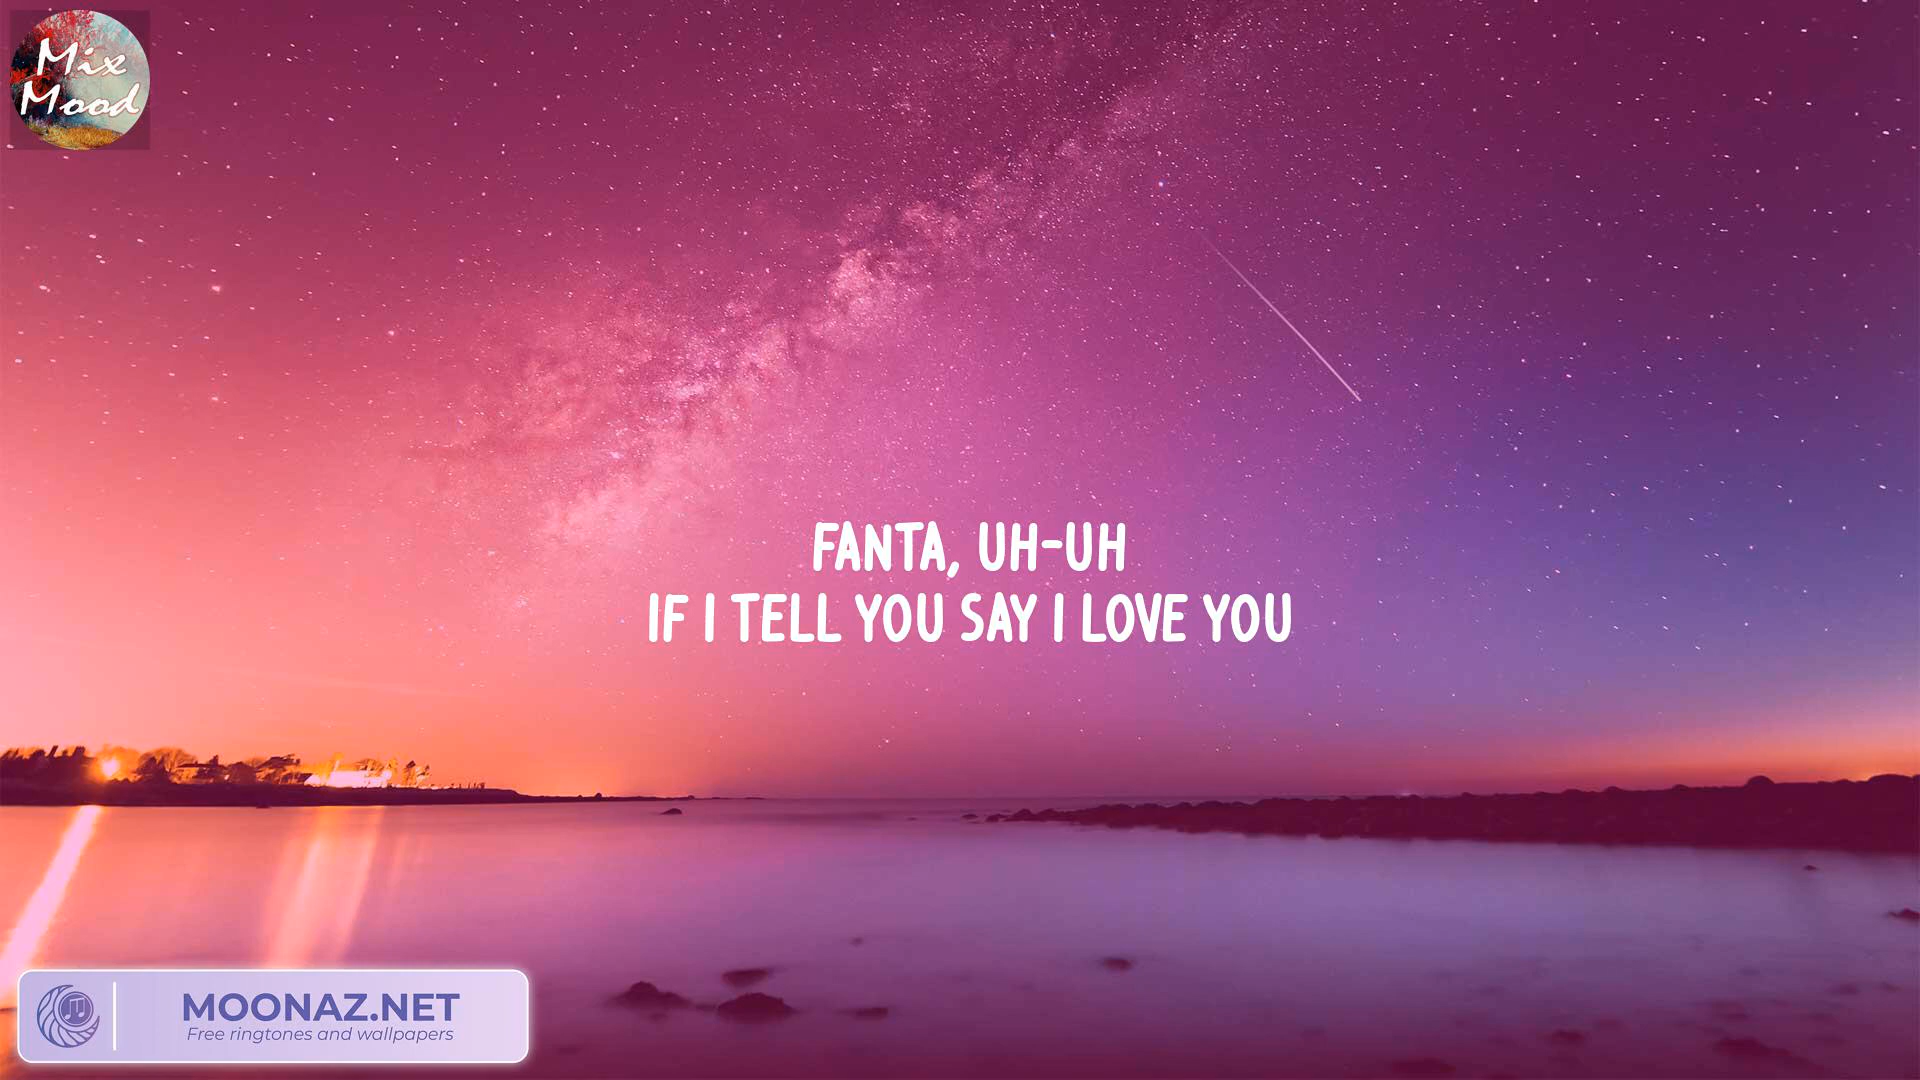 Mix
Mood
FANTA, UH-UH
IF I TELL YOU SAY I LOVE YOU
MOONAZ.NET
Free ringtones and wallpapers